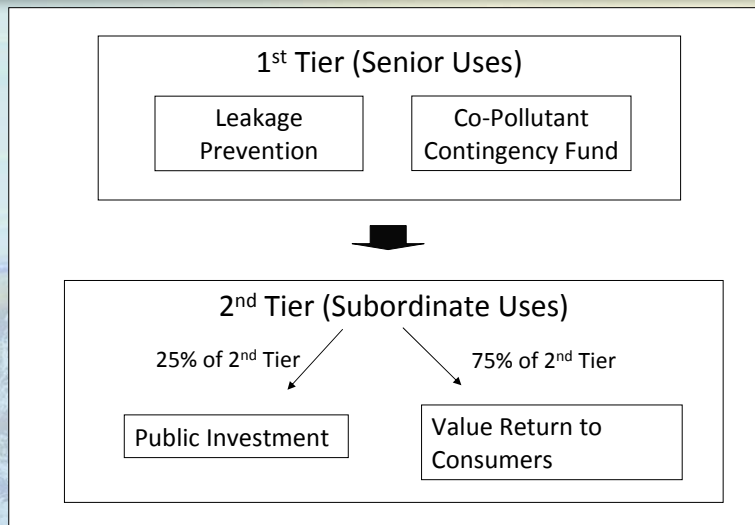 1st Tier (Senior Uses)
Leakage
Prevention
Co-Pollutant
Contingency Fund
2nd Tier (Subordinate Uses)
25% of 2nd Tier
75% of 2nd Tier
Public Investment
Value Return to
Consumers